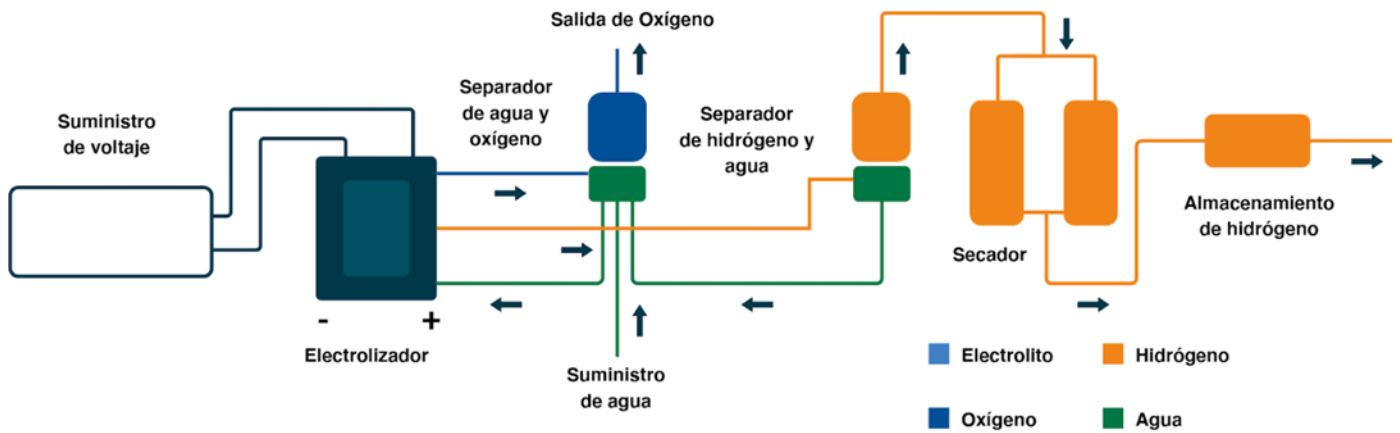 Salida de Oxígeno
Separador
de agua y
oxígeno
Suministro
de voltaje
Separador
de hidrógeno y
agua
Almacenamiento
de hidrógeno
Secador
- +
Electrolizador
Suministro
de agua
Electrolito
Hidrógeno
Oxígeno
Agua